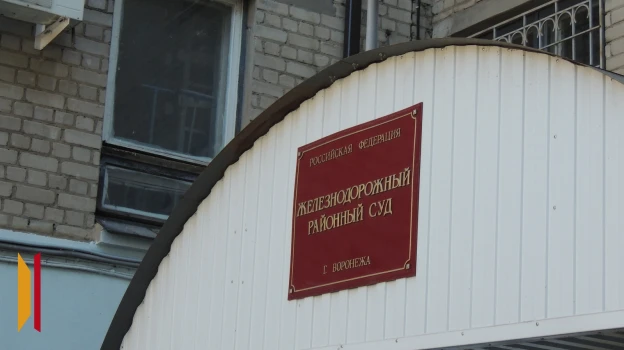 РОССИЙСКАЯ ФЕДЕРАЦИЯ
ЖЕЛЕЗНОДОРОЖНЫЙ
РАЙОННЫЙ СУД
Г. ВОРОНЕЖА